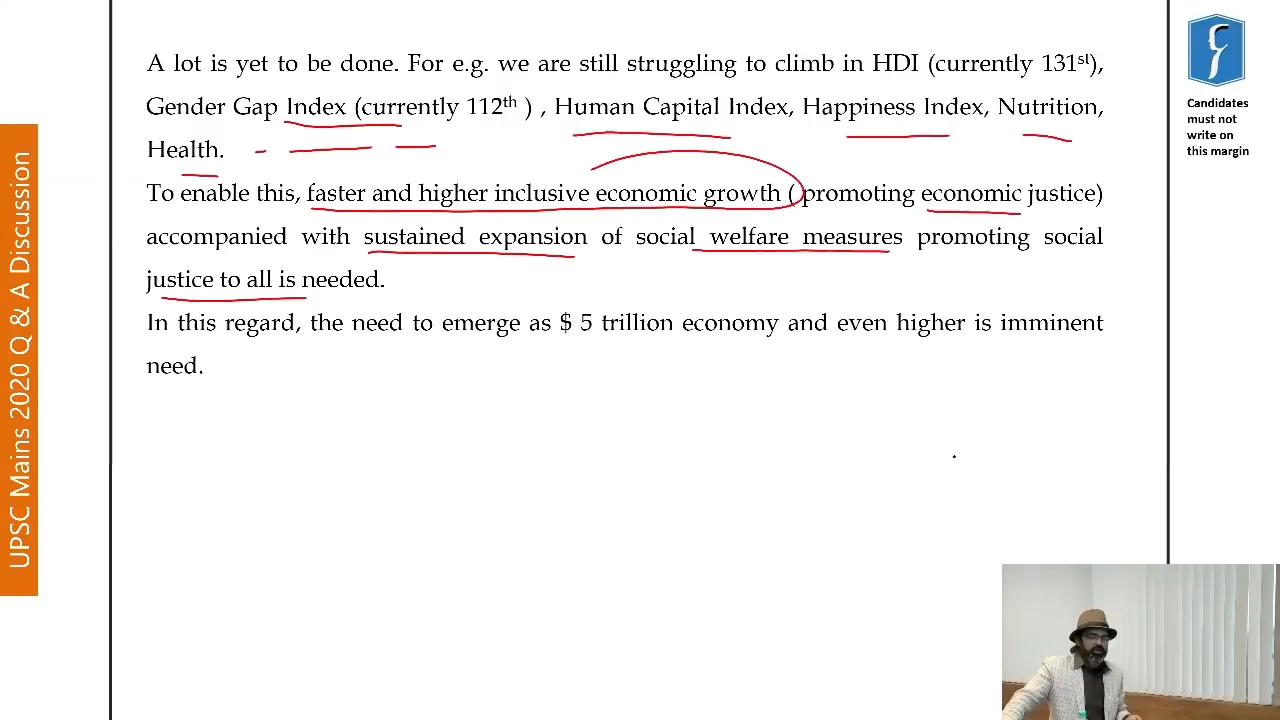 A lot is yet to be done. For e.g. we are still struggling to climb in HDI (currently 131st),
Gender Gap Index (currently 112th ) , Human Capital Index, Happiness Index, Nutrition,
Health.
To enable this, faster and higher inclusive economic growth ( promoting economic justice)
accompanied with sustained expansion of social welfare measures promoting social
justice to all is needed.
In this regard, the need to emerge as $ 5 trillion economy and even higher is imminent
need.
Candidates
must not
write on
this margin
UPSC Mains 2020 Q & A Discussion